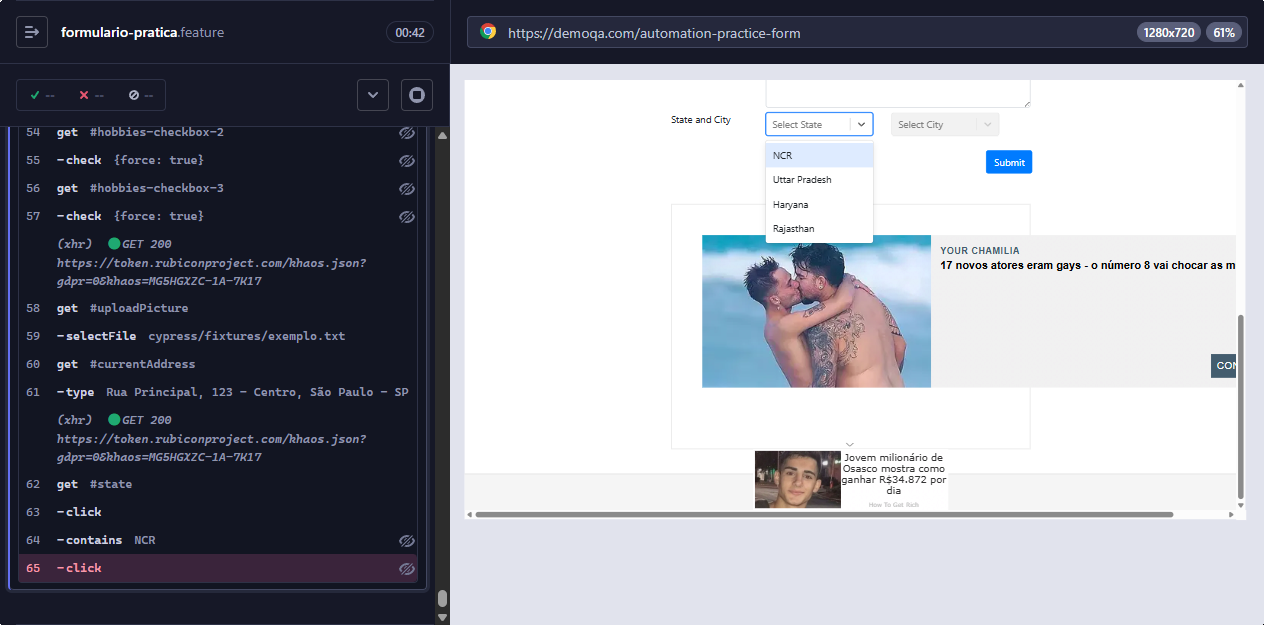 formulario-pratica.feature
00:42
--
--
--
54 get #hobbies-checkbox-2
55 -check {force: true}
56 get #hobbies-checkbox-3
57 -check {force: true}
(xhr) GET 200
https://token.rubiconproject.com/khaos.json?
gdpr=0&khaos=MG5HGXZC-1A-7K17
58 get #uploadPicture
59 -selectFile cypress/fixtures/exemplo.txt
60 get #currentAddress
61 -type Rua Principal, 123 - Centro, São Paulo - SP
(xhr) GET 200
https://token.rubiconproject.com/khaos.json?
gdpr=0&khaos=MG5HGXZC-1A-7K17
62 get #state
63 -click
64 -contains NCR
65 -click
https://demoqa.com/automation-practice-form
1280x720
61%
State and City
Select State
Select City
NCR
Uttar Pradesh
Haryana
Rajasthan
Submit
YOUR CHAMILIA
17 novos atores eram gays - o número 8 vai chocar as m
CON
Jovem milionário de
Osasco mostra como
ganhar R$34.872 por
dia
How To Get Rich